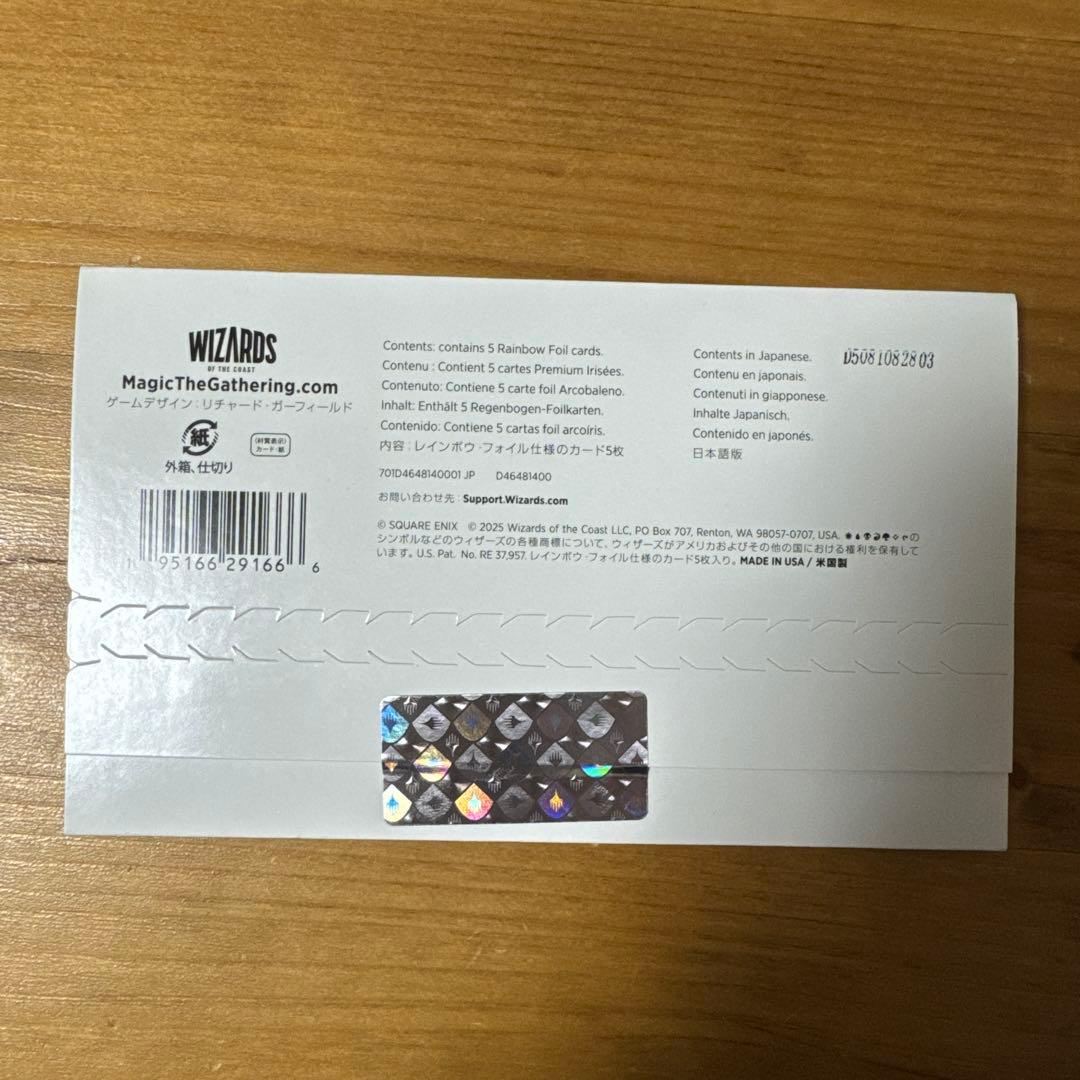 WIZARDS
OF THE COAST
MagicTheGathering.com
ゲームデザイン：リチャード・ガーフィールド
紙
(材質表示)
カード：紙
外箱、仕切り
1 95166 29166 6
Contents: contains 5 Rainbow Foil cards.
Contenu : Contient 5 cartes Premium Irisées.
Contenuto: Contiene 5 carte foil Arcobaleno.
Inhalt: Enthält 5 Regenbogen-Foilkarten.
Contenido: Contiene 5 cartas foil arcoíris.
内容：レインボウ・フォイル仕様のカード5枚
701D4648140001 JP D46481400
お問い合わせ先：Support.Wizards.com
© SQUARE ENIX © 2025 Wizards of the Coast LLC, PO Box 707, Renton, WA 98057-0707, USA. の
シンボルなどのウィザーズの各種商標について、ウィザーズがアメリカおよびその他の国における権利を保有して
います。U.S. Pat. No. RE 37,957. レインボウ・フォイル仕様のカード5枚入り。MADE IN USA / 米国製
Contents in Japanese.
Contenu en japonais.
Contenuti in giapponese.
Inhalte Japanisch.
Contenido en japonés.
日本語版
D5081082803